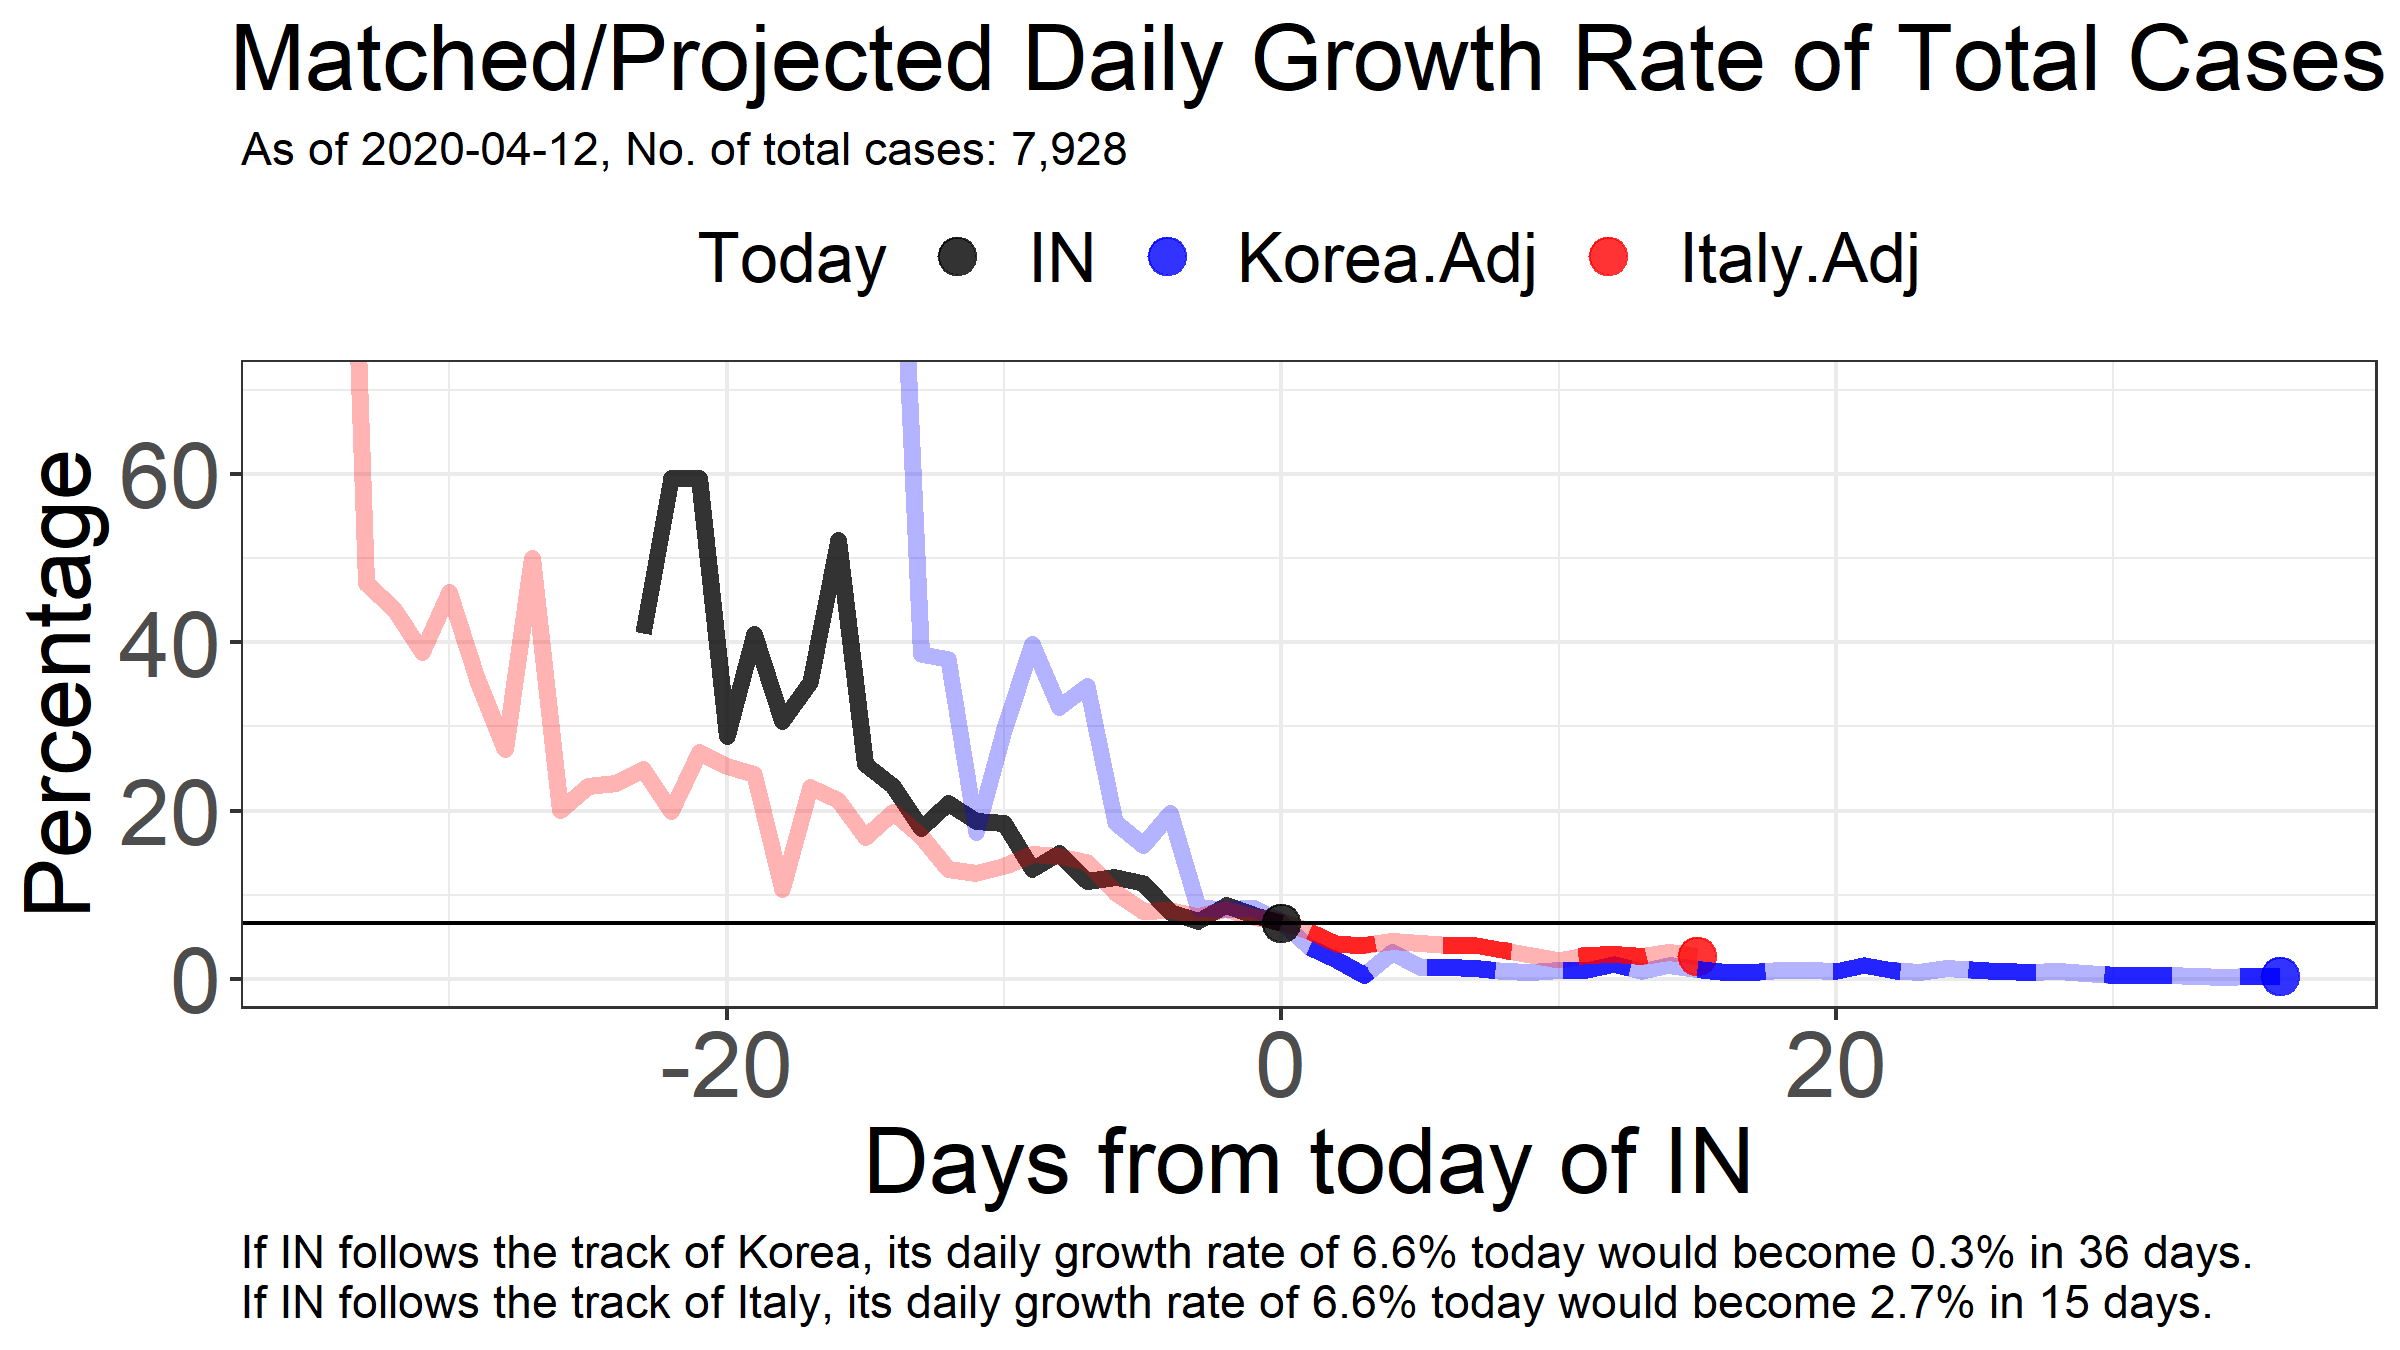 Matched/Projected Daily Growth Rate of Total Cases
As of 2020-04-12, No. of total cases: 7,928
Today IN Korea.Adj Italy.Adj
Percentage
60
40
20
0
-20 0 20
Days from today of IN
If IN follows the track of Korea, its daily growth rate of 6.6% today would become 0.3% in 36 days.
If IN follows the track of Italy, its daily growth rate of 6.6% today would become 2.7% in 15 days.